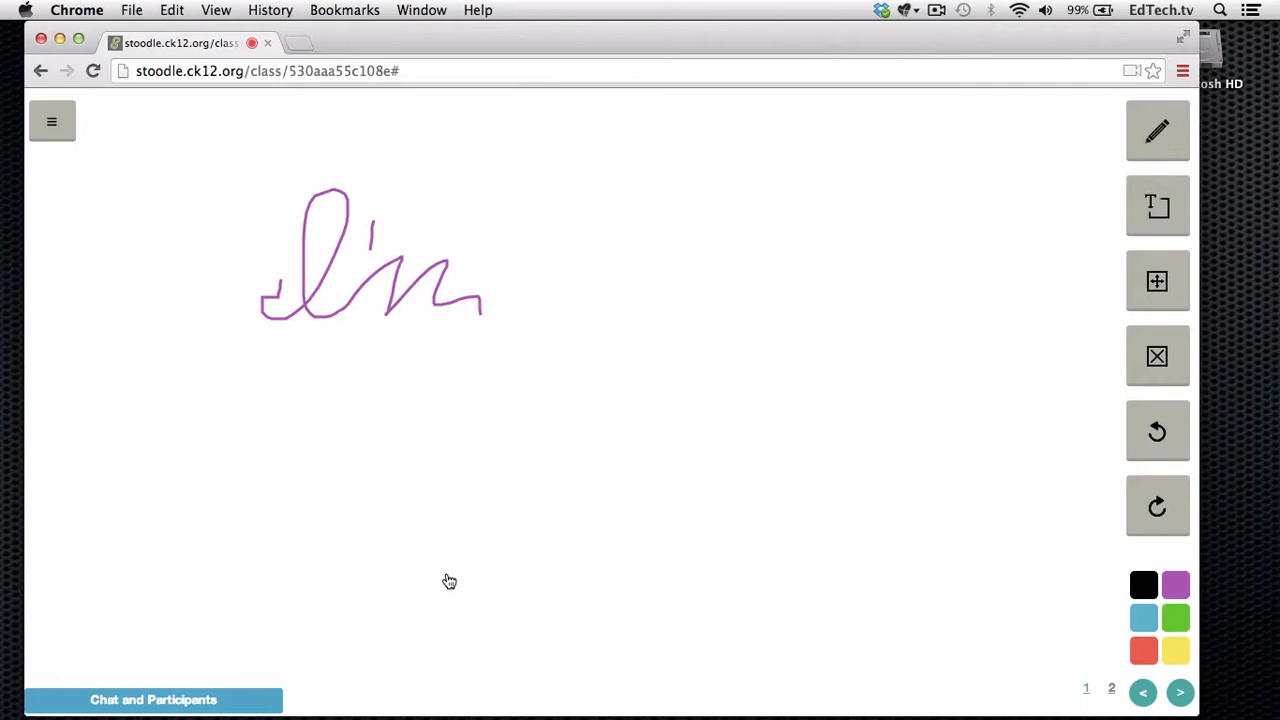 Chrome File Edit View History Bookmarks Window Help 99% EdTech.tv
stoodle.ck12.org/class
stoodle.ck12.org/class/530aaa55c108e#
osh HD
I'm
T
1 2 < >
Chat and Participants